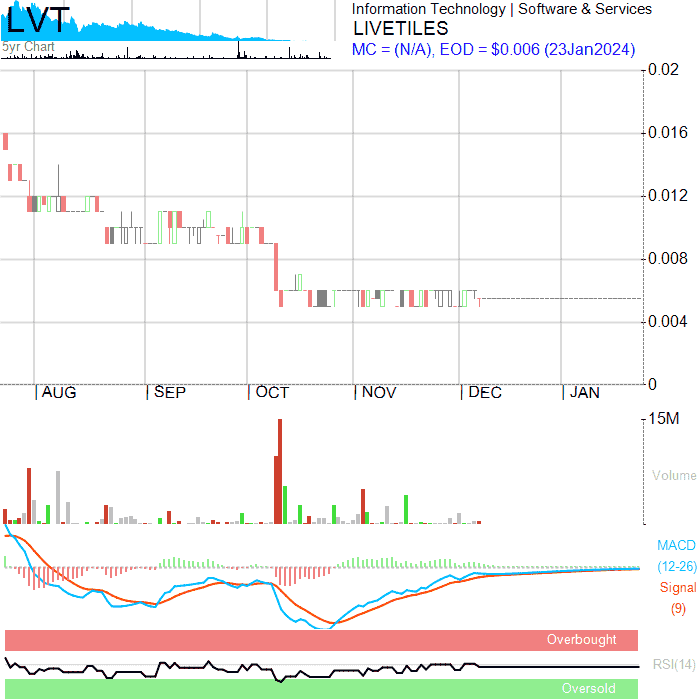 LVT
Information Technology | Software & Services
LIVETILES
5yr Chart
MC = (N/A), EOD = $0.006 (23Jan2024)
0.02
0.016
0.012
0.008
0.004
0
AUG SEP OCT NOV DEC JAN
15M
Volume
MACD
(12-26)
Signal
(9)
Overbought
RSI(14)
Oversold